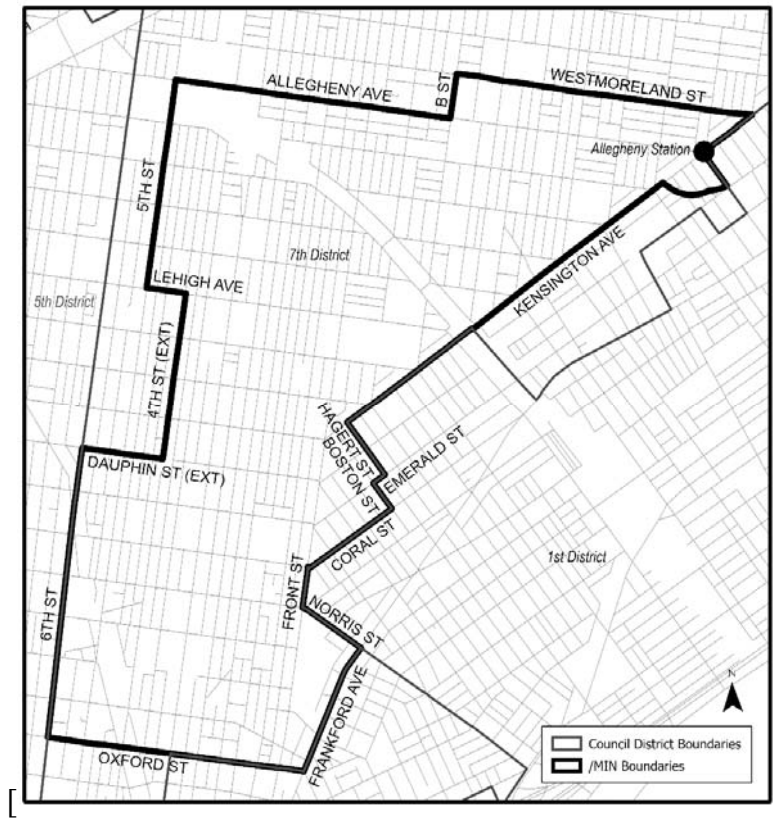 ALLEGHENY AVE
B ST
WESTMORELAND ST
Allegheny Station
5TH ST
7th District
KENSINGTON AVE
LEHIGH AVE
5th District
4TH ST (EXT)
HAGERT ST
BOSTON ST
EMERALD ST
DAUPHIN ST (EXT)
CORAL ST
1st District
FRONT ST
NORRIS ST
6TH ST
FRANKFORD AVE
OXFORD ST
N
Council District Boundaries
/MIN Boundaries
[